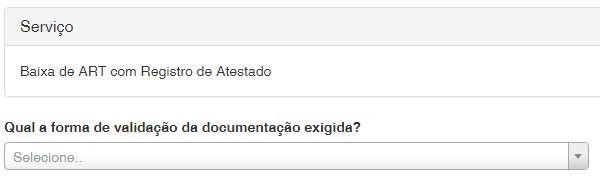 Serviço
Baixa de ART com Registro de Atestado
Qual a forma de validação da documentação exigida?
Selecione..